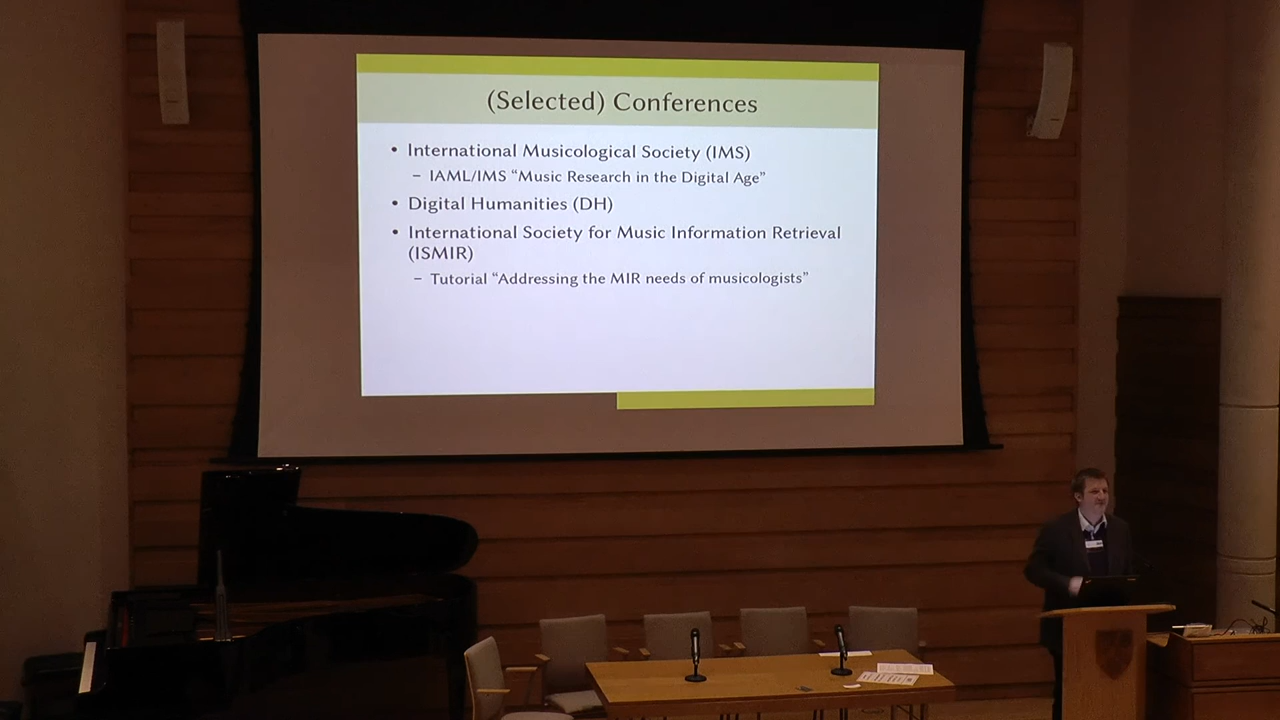 (Selected) Conferences
• International Musicological Society (IMS)
– IAML/IMS “Music Research in the Digital Age”
• Digital Humanities (DH)
• International Society for Music Information Retrieval
(ISMIR)
– Tutorial “Addressing the MIR needs of musicologists”